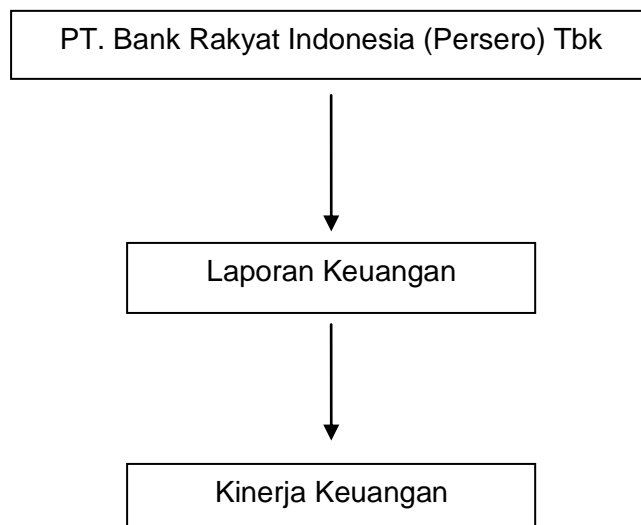 PT. Bank Rakyat Indonesia (Persero) Tbk
Laporan Keuangan
Kinerja Keuangan